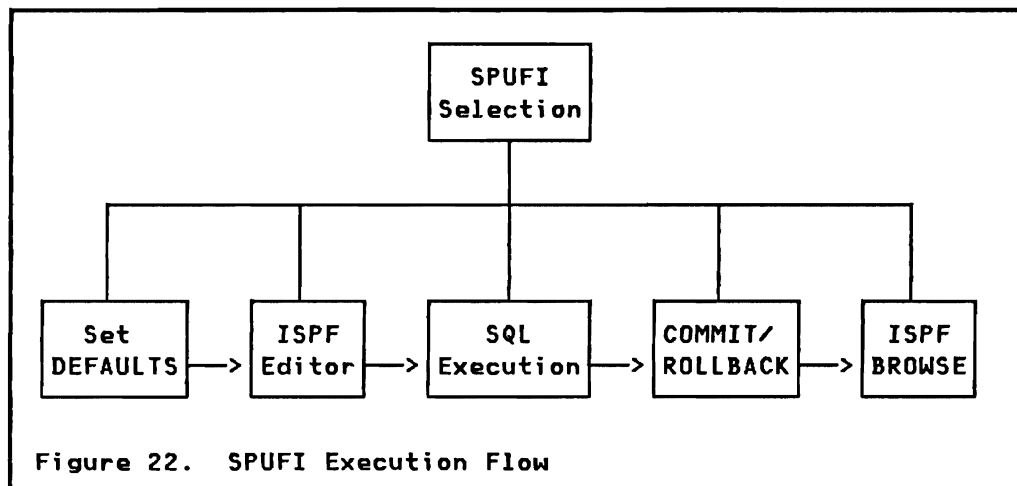 SPUFI
Selection
Set
DEFAULTS
ISPF
Editor
SQL
Execution
COMMIT/
ROLLBACK
ISPF
BROWSE
Figure 22. SPUFI Execution Flow